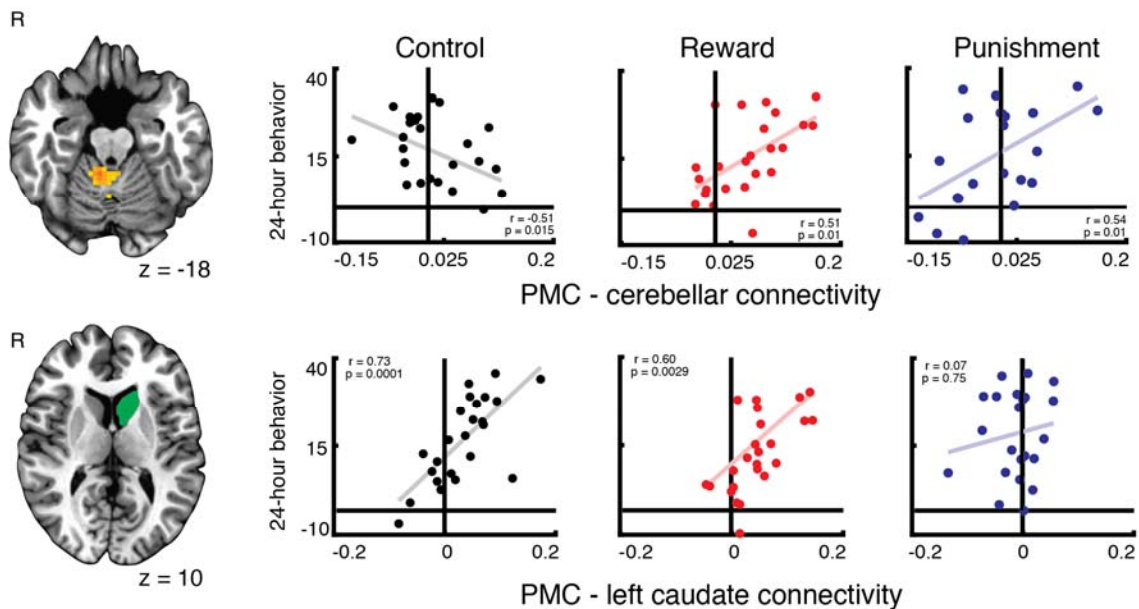 R
z = -18
Control
Reward
Punishment
24-hour behavior
40
15
-10
r = -0.51
p = 0.015
r = 0.51
p = 0.01
r = 0.54
p = 0.01
-0.15
0.025
0.2
-0.15
0.025
0.2
-0.15
0.025
0.2
PMC - cerebellar connectivity
R
z = 10
24-hour behavior
40
15
-10
r = 0.73
p = 0.0001
r = 0.60
p = 0.0029
r = 0.07
p = 0.75
-0.2
0
0.2
-0.2
0
0.2
-0.2
0
0.2
PMC - left caudate connectivity